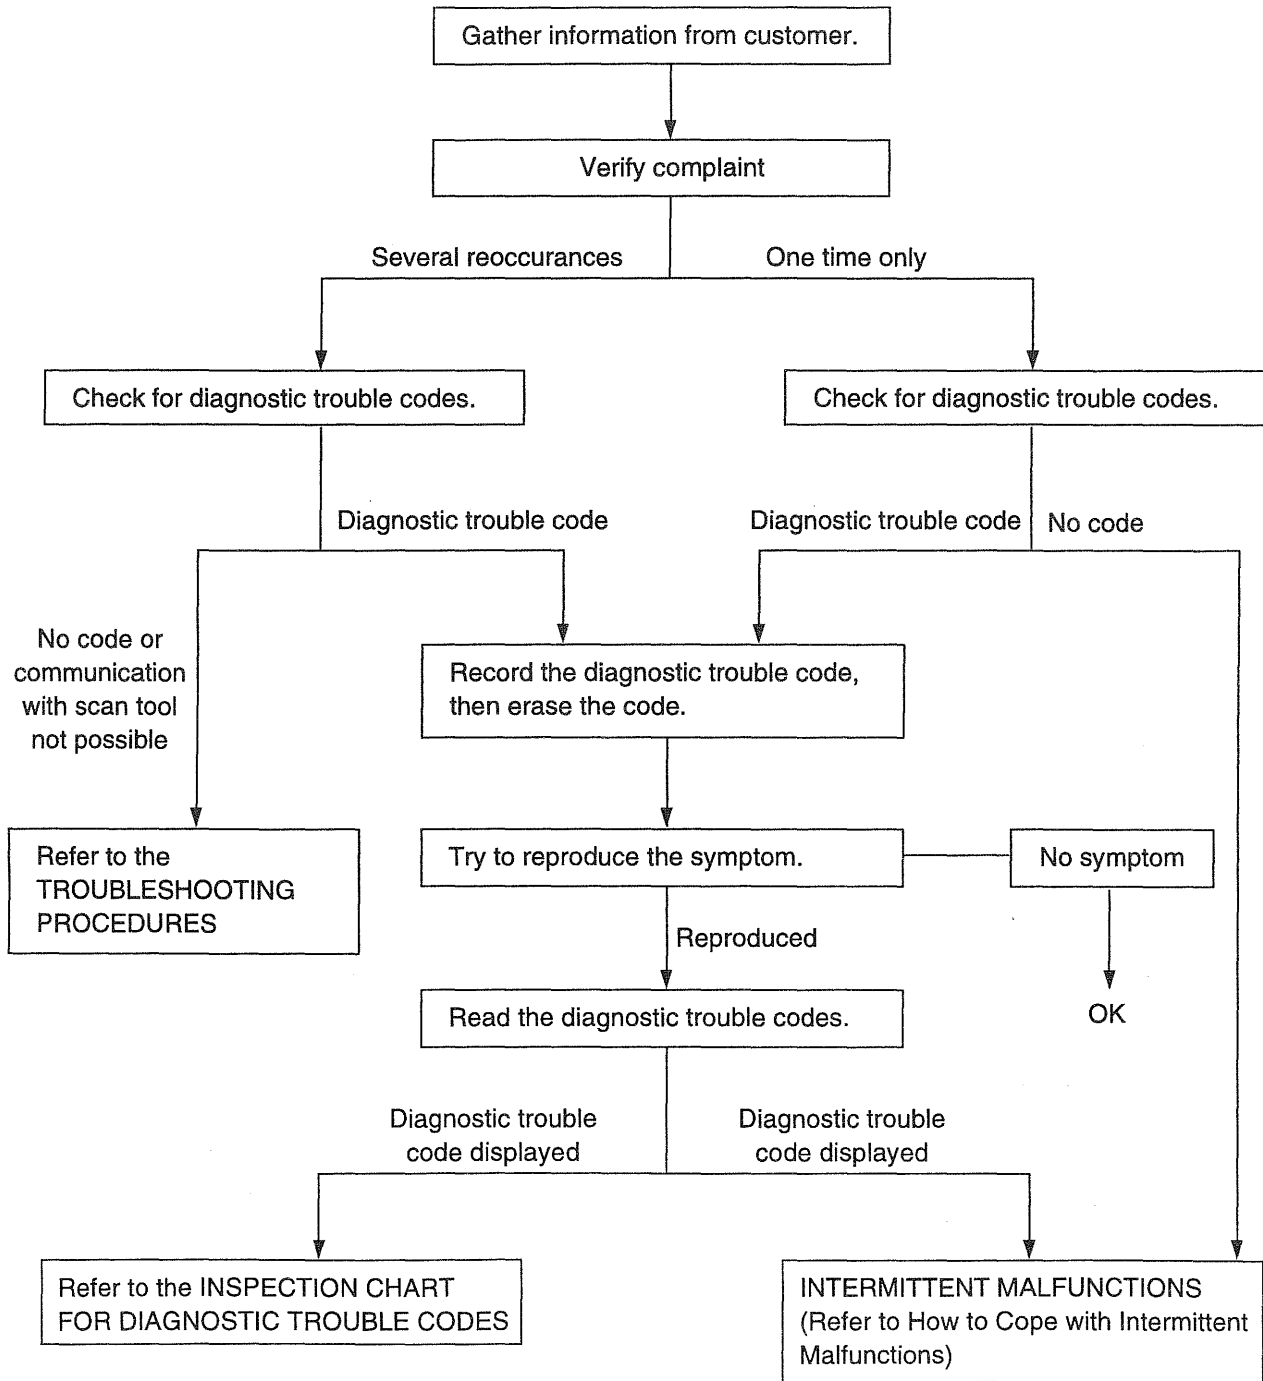 Gather information from customer.
Verify complaint
Several reoccurances
One time only
Check for diagnostic trouble codes.
Check for diagnostic trouble codes.
Diagnostic trouble code
Diagnostic trouble code
No code
No code or
communication
with scan tool
not possible
Record the diagnostic trouble code,
then erase the code.
Refer to the
TROUBLESHOOTING
PROCEDURES
Try to reproduce the symptom.
No symptom
Reproduced
OK
Read the diagnostic trouble codes.
Diagnostic trouble
code displayed
Diagnostic trouble
code displayed
Refer to the INSPECTION CHART
FOR DIAGNOSTIC TROUBLE CODES
INTERMITTENT MALFUNCTIONS
(Refer to How to Cope with Intermittent
Malfunctions)